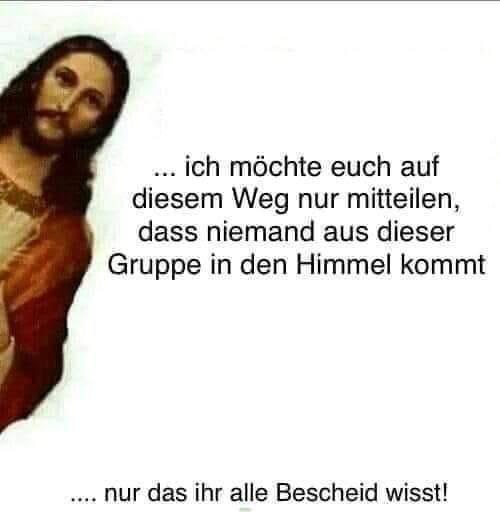 ... ich möchte euch auf
diesem Weg nur mitteilen,
dass niemand aus dieser
Gruppe in den Himmel kommt
.... nur das ihr alle Bescheid wisst!